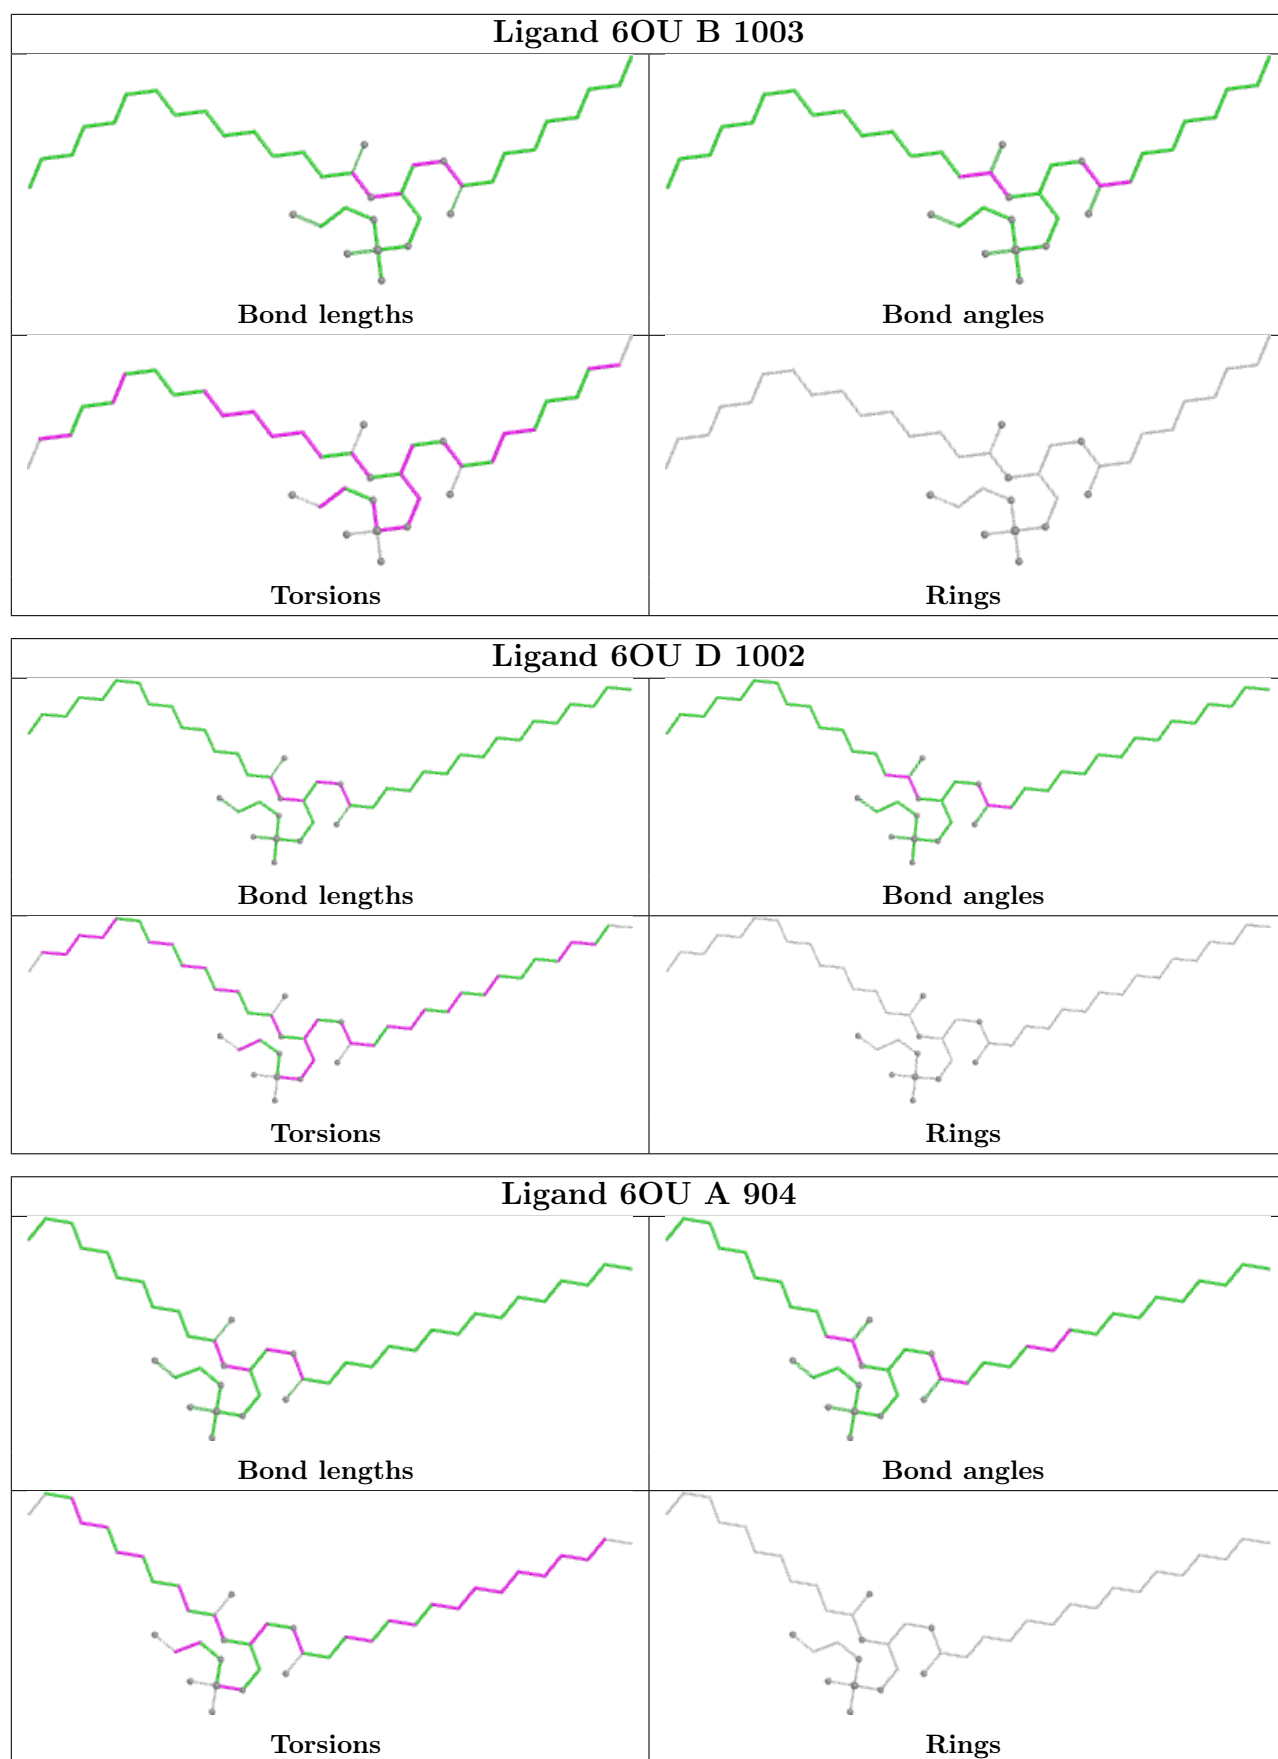 Ligand 6OU B 1003
Bond lengths
Bond angles
Torsions
Rings
Ligand 6OU D 1002
Bond lengths
Bond angles
Torsions
Rings
Ligand 6OU A 904
Bond lengths
Bond angles
Torsions
Rings